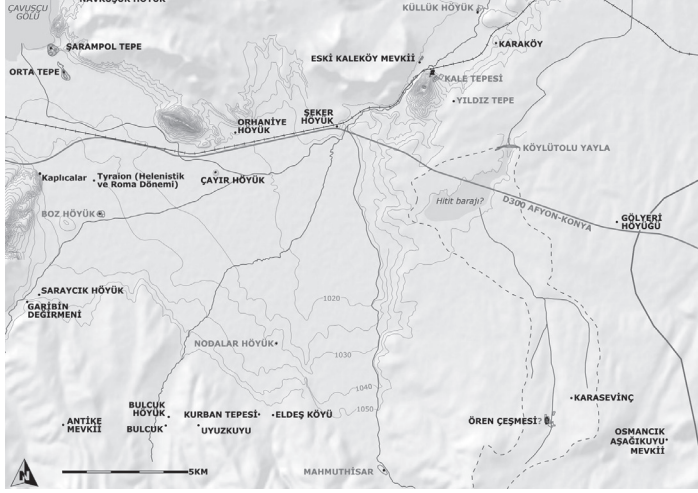 NAVRUŞUK HÖYÜK
KÜLLÜK HÖYÜK
ÇAVUŞÇU
GÖLÜ
ŞARAMPOL TEPE
KARAKÖY
ESKİ KALEKÖY MEVKİİ
ORTA TEPE
KALE TEPESİ
YILDIZ TEPE
ŞEKER
HÖYÜK
ORHANİYE
HÖYÜK
KÖYLÜTOLU YAYLA
Kaplıcalar
Tyraion (Helenistik
ve Roma Dönemi)
ÇAYIR HÖYÜK
Hitit barajı?
D300 AFYON-KONYA
BOZ HÖYÜK
GÖLYERİ
HÖYÜĞÜ
SARAYCIK HÖYÜK
GARİBİN
DEĞİRMENİ
1020
NODALAR HÖYÜK
1030
1040
1050
KARASEVİNÇ
BULCUK
HÖYÜK
KURBAN TEPESİ
ELDEŞ KÖYÜ
ANTİKE
MEVKİİ
BULCUK
UYUZKUYU
ÖREN ÇEŞMESİ?
OSMANCIK
AŞAĞIKUYU
MEVKİİ
N
5KM
MAHMUTHİSAR